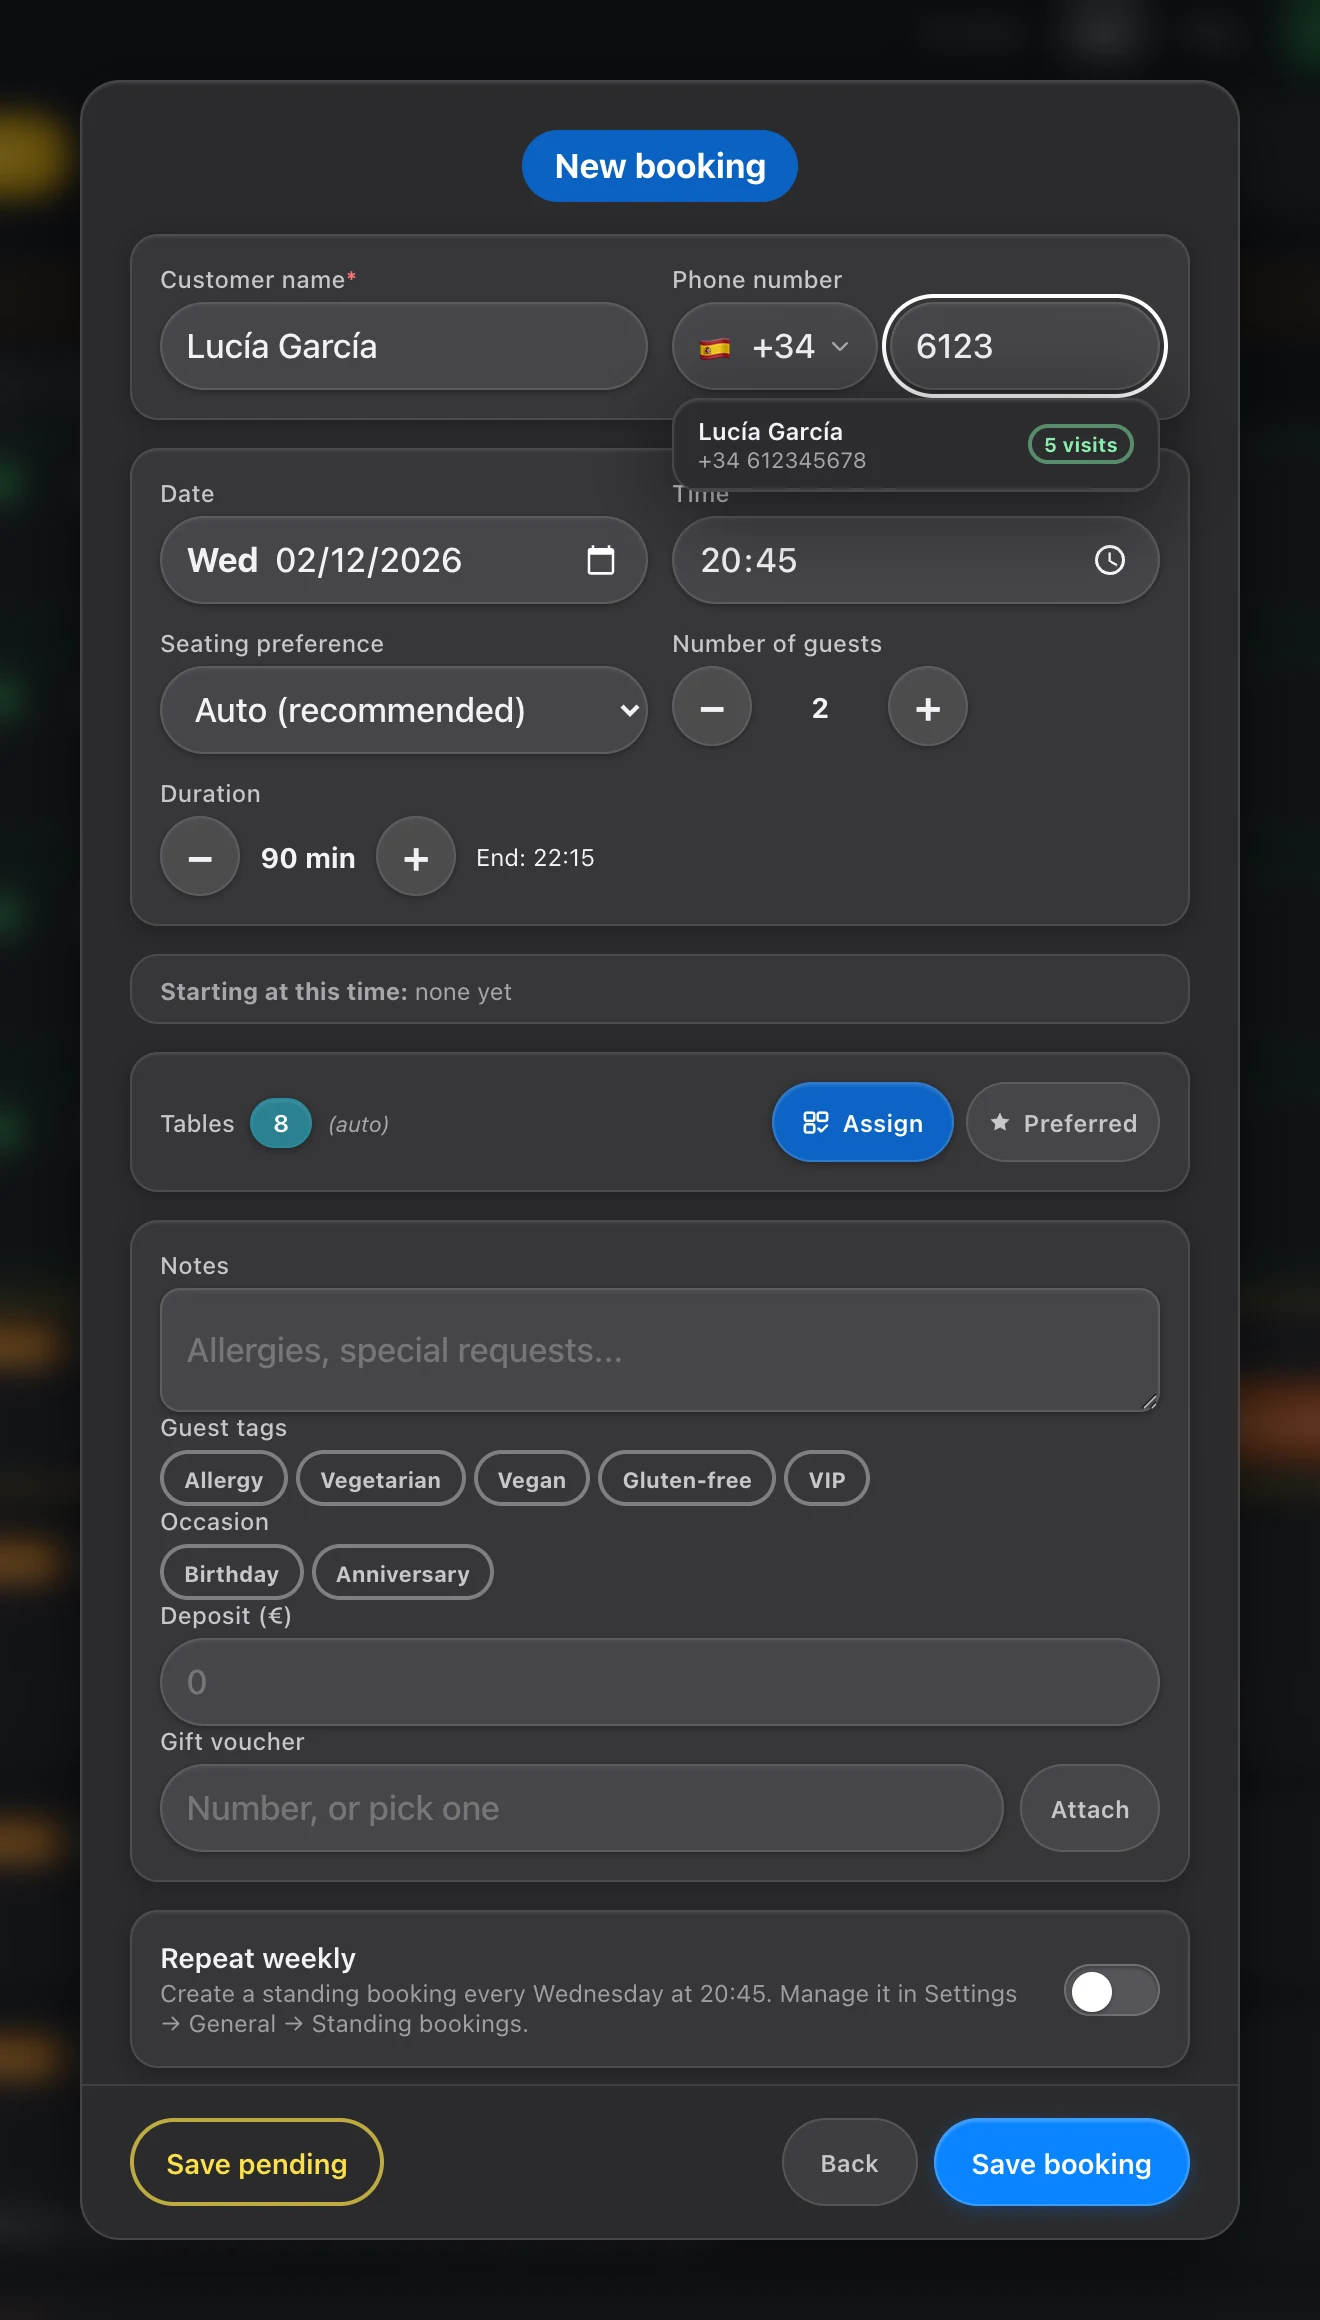 New booking
Customer name*
Phone number
Lucía García
+34
6123
Lucía García
+34 612345678
5 visits
Date
Time
Wed 02/12/2026
20:45
Seating preference
Number of guests
Auto (recommended)
2
Duration
90 min
End: 22:15
Starting at this time: none yet
Tables 8 (auto)
Assign
Preferred
Notes
Allergies, special requests...
Guest tags
Allergy
Vegetarian
Vegan
Gluten-free
VIP
Occasion
Birthday
Anniversary
Deposit (€)
0
Gift voucher
Number, or pick one
Attach
Repeat weekly
Create a standing booking every Wednesday at 20:45. Manage it in Settings
→ General → Standing bookings.
Save pending
Back
Save booking